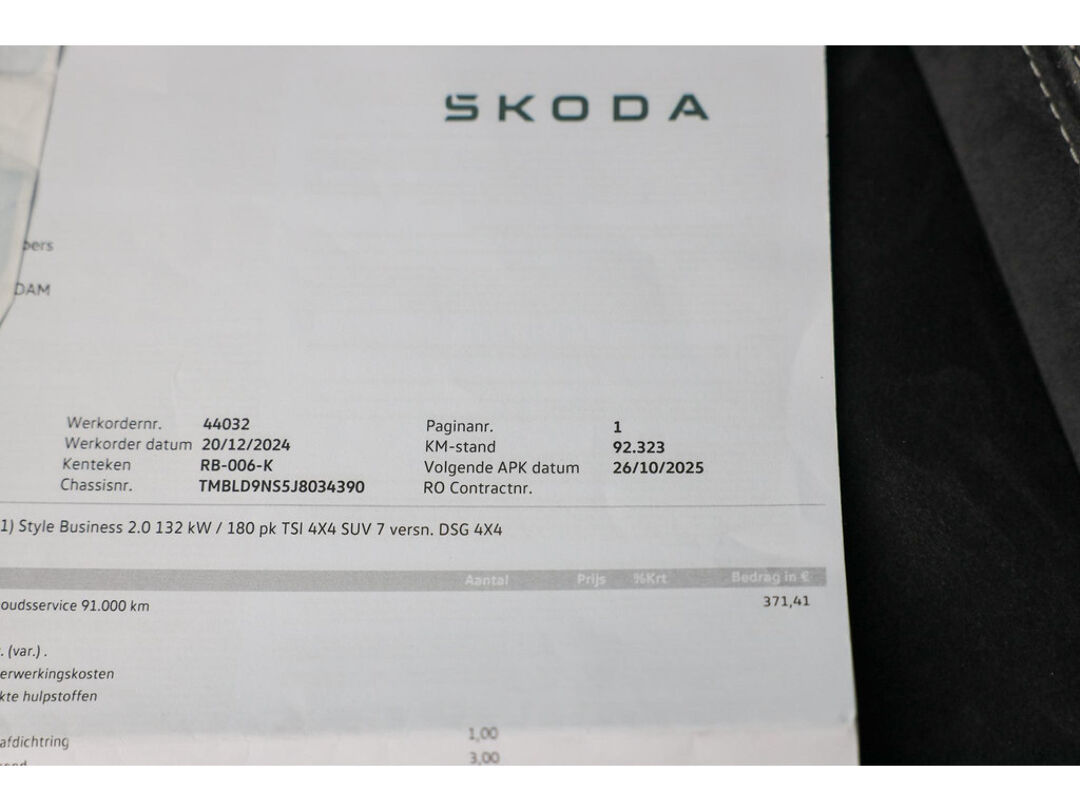 SKODA
bers
DAM
Werkordernr. 44032 Paginanr. 1
Werkorder datum 20/12/2024 KM-stand 92.323
Kenteken RB-006-K Volgende APK datum 26/10/2025
Chassisnr. TMBLD9NS5J8034390 RO Contractnr.
1) Style Business 2.0 132 kW / 180 pk TSI 4X4 SUV 7 versn. DSG 4X4
Aantal Prijs %Krt Bedrag in €
oudsservice 91.000 km 371,41
. (var.) .
erwerkingskosten
kte hulpstoffen
afdichtring 1,00
3,00